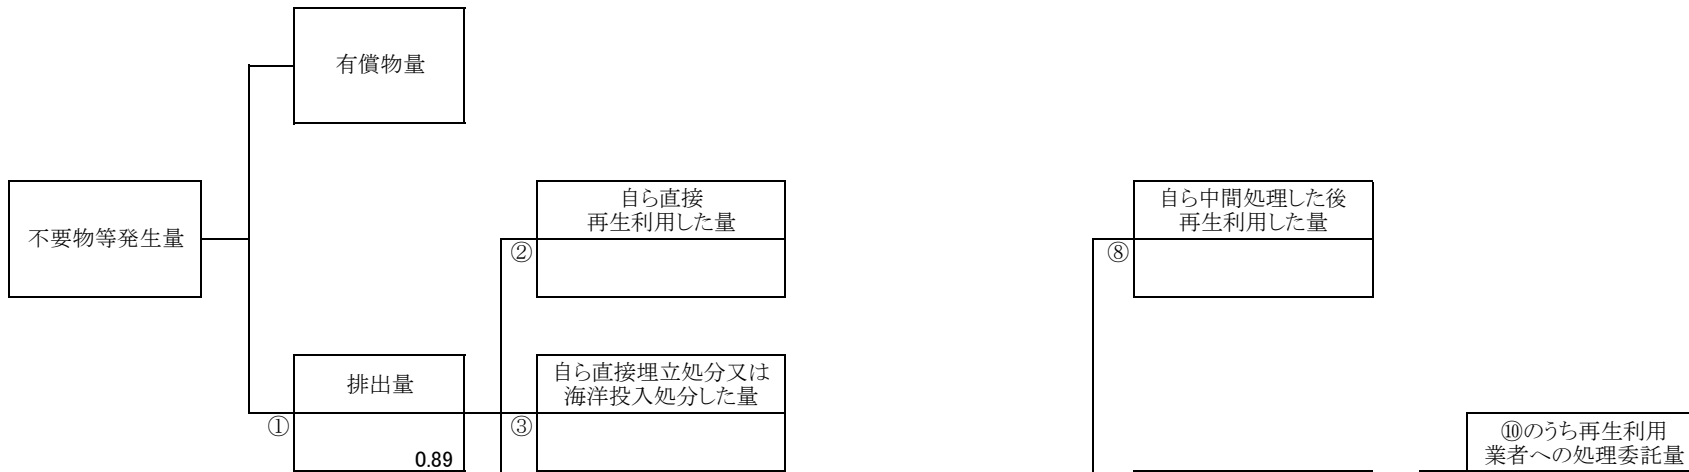 有償物量
自ら直接
再生利用した量
自ら中間処理した後
再生利用した量
不要物等発生量
②
⑧
排出量
自ら直接埋立処分又は
海洋投入処分した量
①
③
0.89
⑩のうち再生利用
業者への処理委託量